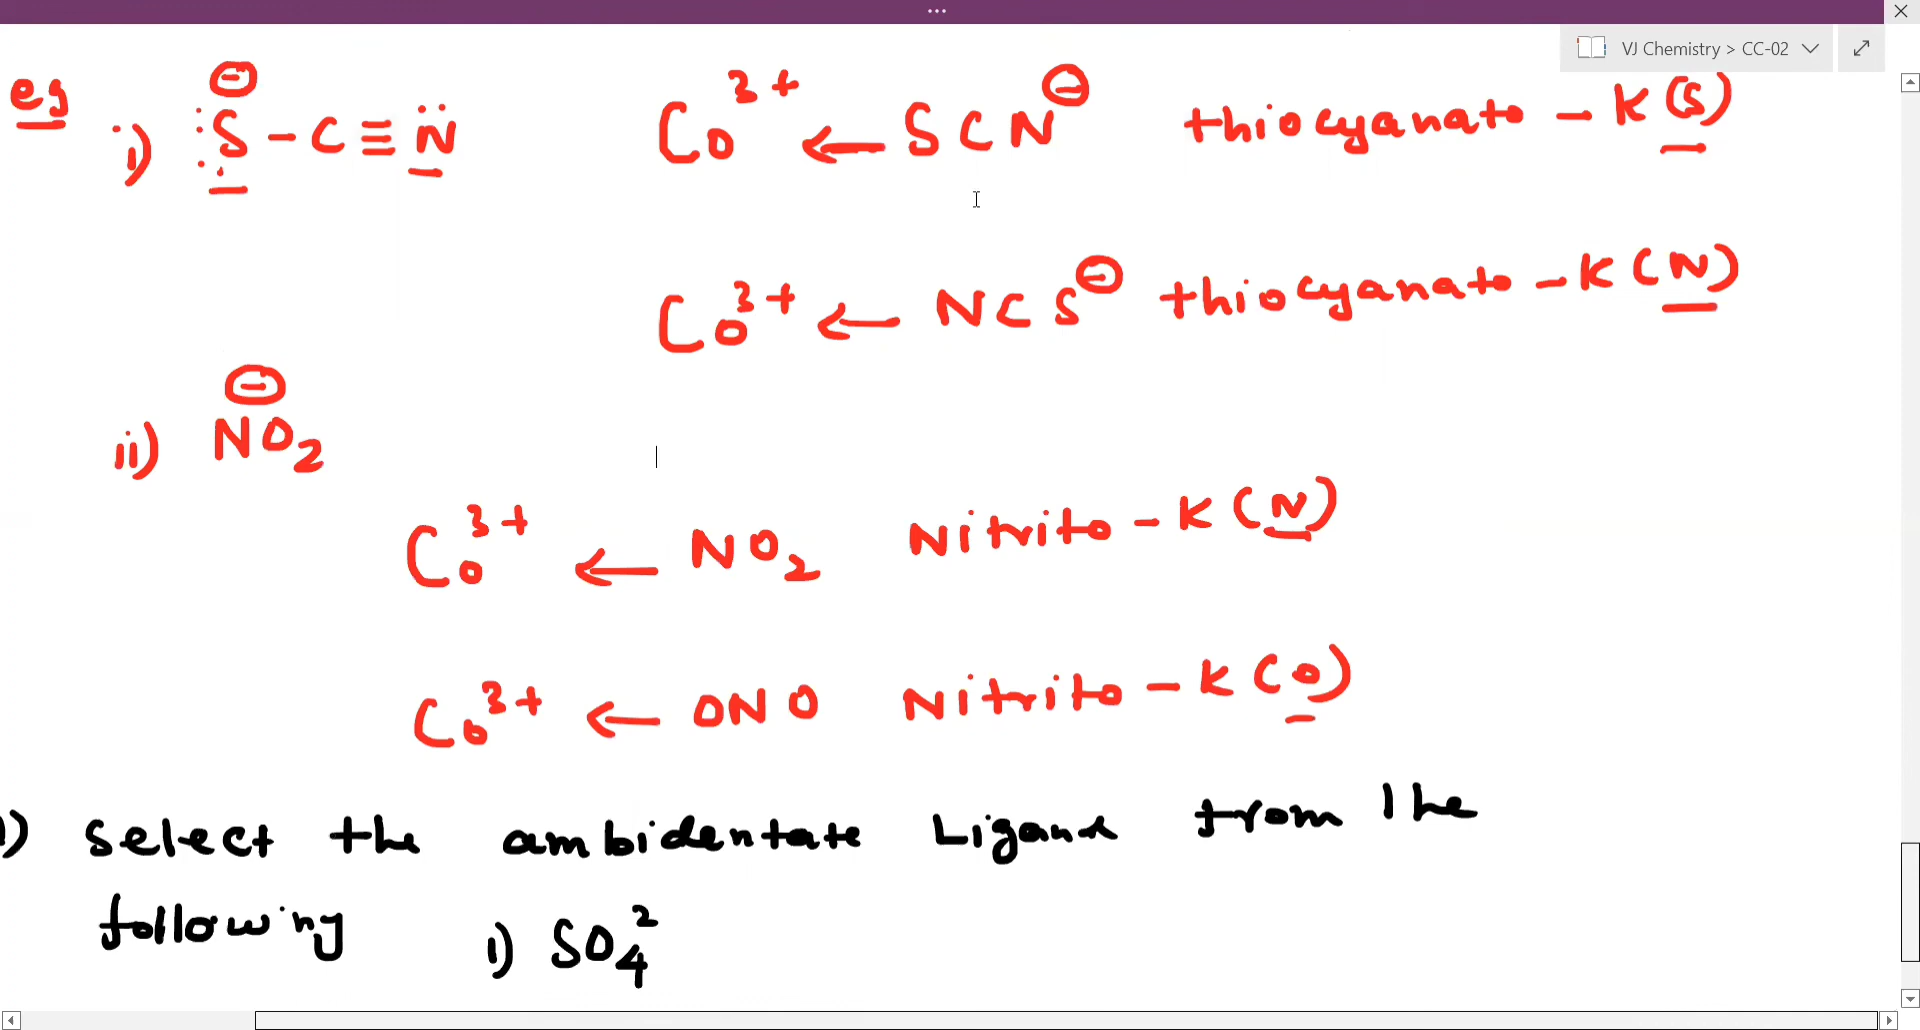 ...
VJ Chemistry > CC-02
eg i) :S̈⊖ - C ≡ N̈ Co³⁺ ← SCN⊖ thiocyanato - K(S)
Co³⁺ ← NCS⊖ thiocyanato - K(N)
ii) NO₂⊖
Co³⁺ ← NO₂ Nitrito - K(N)
Co³⁺ ← ONO Nitrito - K(O)
) select the ambidentate Ligand from the
following i) SO₄²